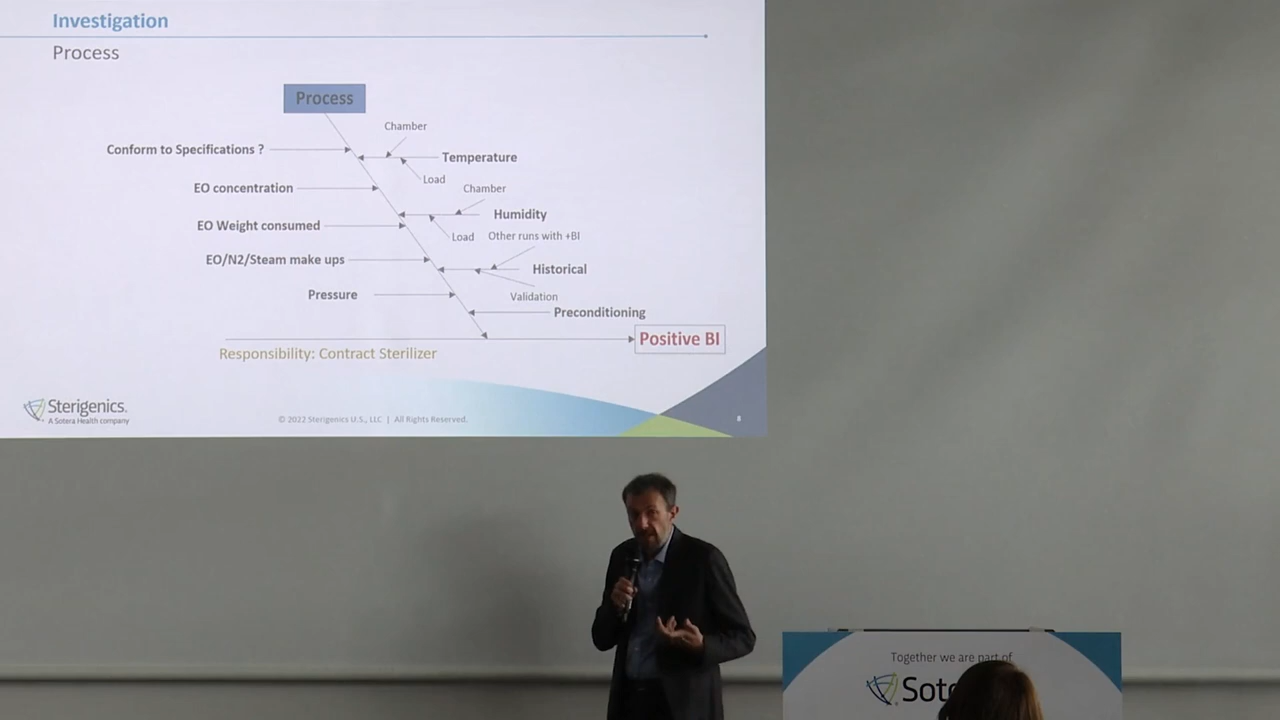 Investigation
Process
Process
Chamber
Conform to Specifications ?
Temperature
Load
EO concentration
Chamber
Humidity
EO Weight consumed
Load
Other runs with +BI
EO/N2/Steam make ups
Historical
Pressure
Validation
Preconditioning
Positive BI
Responsibility: Contract Sterilizer
Sterigenics.
A Sotera Health company
© 2022 Sterigenics U.S., LLC | All Rights Reserved.
8
Together we are part of